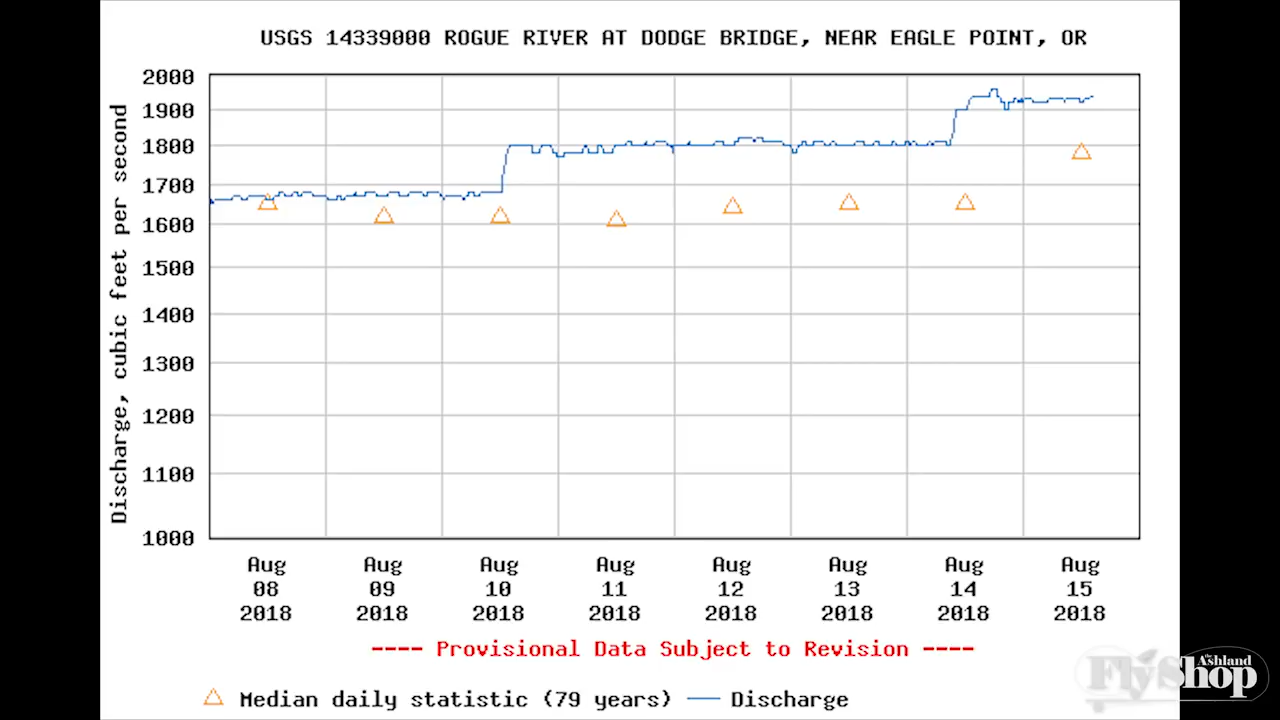 USGS 14339000 ROGUE RIVER AT DODGE BRIDGE, NEAR EAGLE POINT, OR
Discharge, cubic feet per second
2000
1900
1800
1700
1600
1500
1400
1300
1200
1100
1000
Aug 08 2018
Aug 09 2018
Aug 10 2018
Aug 11 2018
Aug 12 2018
Aug 13 2018
Aug 14 2018
Aug 15 2018
---- Provisional Data Subject to Revision ----
Median daily statistic (79 years)
Discharge
the Ashland
Fly Shop